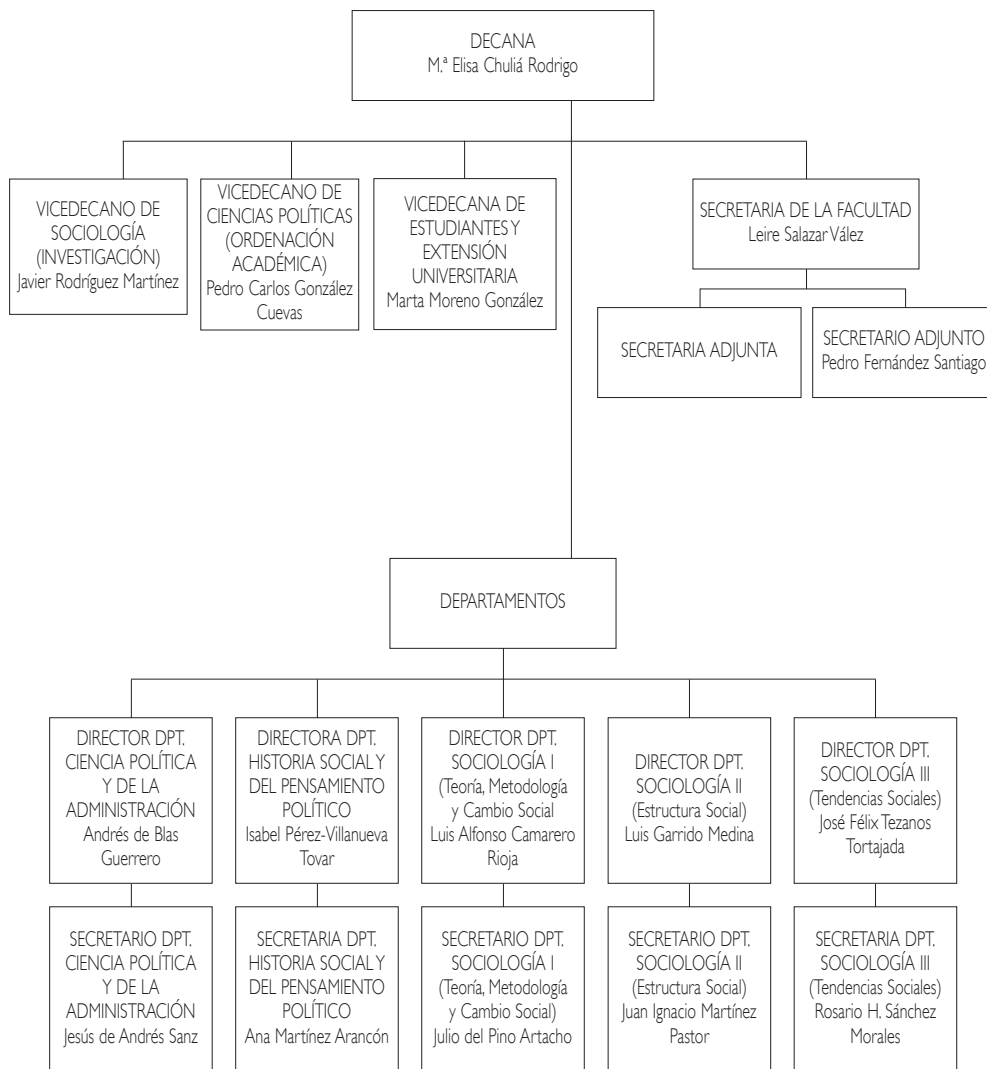 DECANA
M.ª Elisa Chuliá Rodrigo
VICEDECANO DE
SOCIOLOGÍA
(INVESTIGACIÓN)
Javier Rodríguez Martínez
VICEDECANO DE
CIENCIAS POLÍTICAS
(ORDENACIÓN
ACADÉMICA)
Pedro Carlos González
Cuevas
VICEDECANA DE
ESTUDIANTES Y
EXTENSIÓN
UNIVERSITARIA
Marta Moreno González
SECRETARIA DE LA FACULTAD
Leire Salazar Vález
SECRETARIA ADJUNTA
SECRETARIO ADJUNTO
Pedro Fernández Santiago
DEPARTAMENTOS
DIRECTOR DPT.
CIENCIA POLÍTICA
Y DE LA
ADMINISTRACIÓN
Andrés de Blas
Guerrero
DIRECTORA DPT.
HISTORIA SOCIAL Y
DEL PENSAMIENTO
POLÍTICO
Isabel Pérez-Villanueva
Tovar
DIRECTOR DPT.
SOCIOLOGÍA I
(Teoría, Metodología
y Cambio Social
Luis Alfonso Camarero
Rioja
DIRECTOR DPT.
SOCIOLOGÍA II
(Estructura Social)
Luis Garrido Medina
DIRECTOR DPT.
SOCIOLOGÍA III
(Tendencias Sociales)
José Félix Tezanos
Tortajada
SECRETARIO DPT.
CIENCIA POLÍTICA
Y DE LA
ADMINISTRACIÓN
Jesús de Andrés Sanz
SECRETARIA DPT.
HISTORIA SOCIAL Y
DEL PENSAMIENTO
POLÍTICO
Ana Martínez Arancón
SECRETARIO DPT.
SOCIOLOGÍA I
(Teoría, Metodología
y Cambio Social)
Julio del Pino Artacho
SECRETARIO DPT.
SOCIOLOGÍA II
(Estructura Social)
Juan Ignacio Martínez
Pastor
SECRETARIA DPT.
SOCIOLOGÍA III
(Tendencias Sociales)
Rosario H. Sánchez
Morales